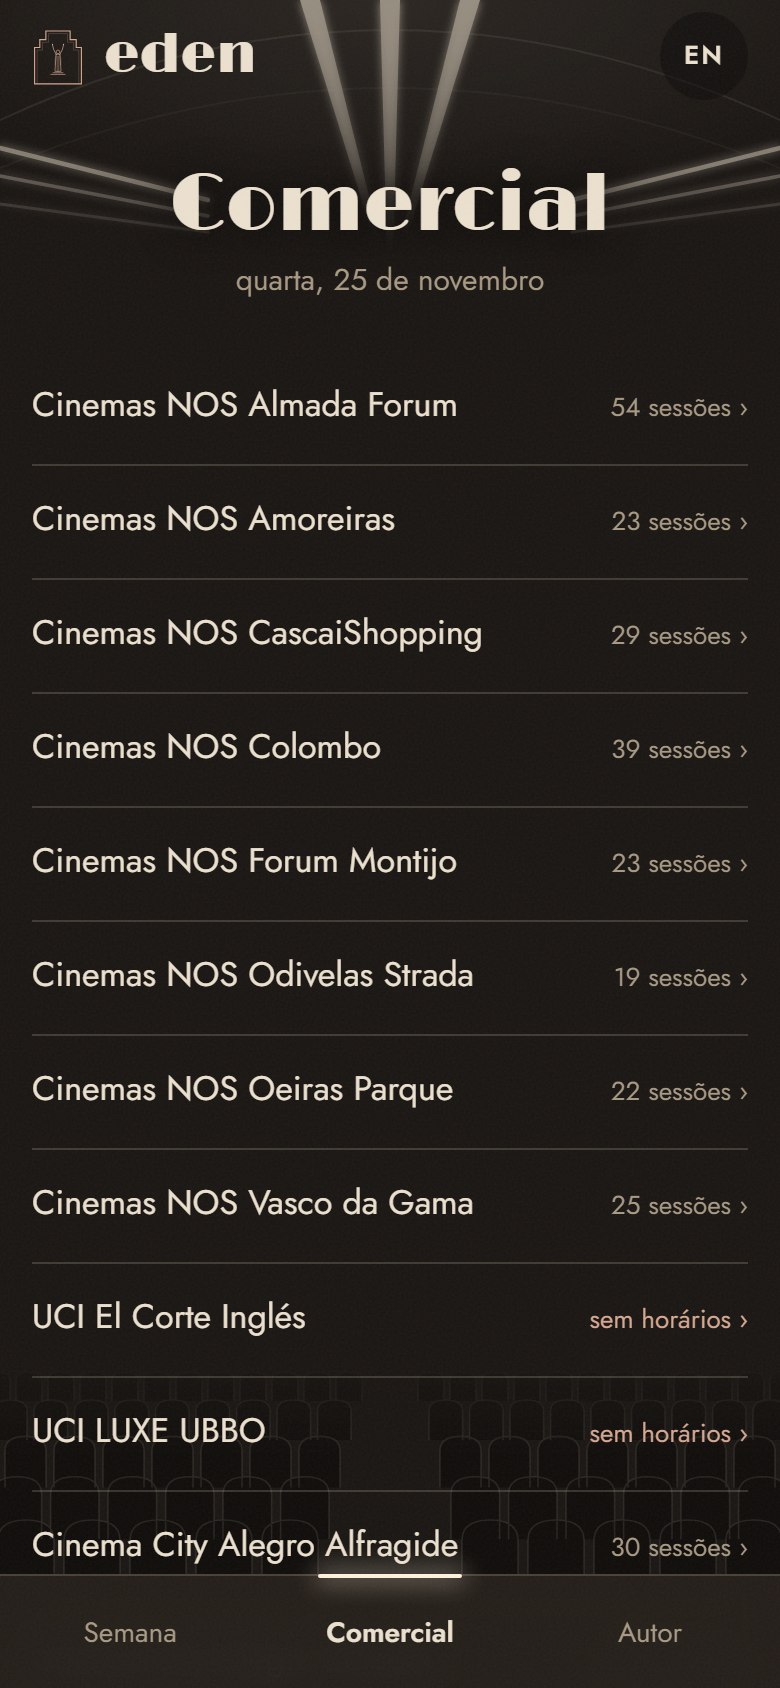 eden
EN
Comercial
quarta, 25 de novembro
Cinemas NOS Almada Forum 54 sessões ›
Cinemas NOS Amoreiras 23 sessões ›
Cinemas NOS CascaiShopping 29 sessões ›
Cinemas NOS Colombo 39 sessões ›
Cinemas NOS Forum Montijo 23 sessões ›
Cinemas NOS Odivelas Strada 19 sessões ›
Cinemas NOS Oeiras Parque 22 sessões ›
Cinemas NOS Vasco da Gama 25 sessões ›
UCI El Corte Inglés sem horários ›
UCI LUXE UBBO sem horários ›
Cinema City Alegro Alfragide 30 sessões ›
Semana Comercial Autor